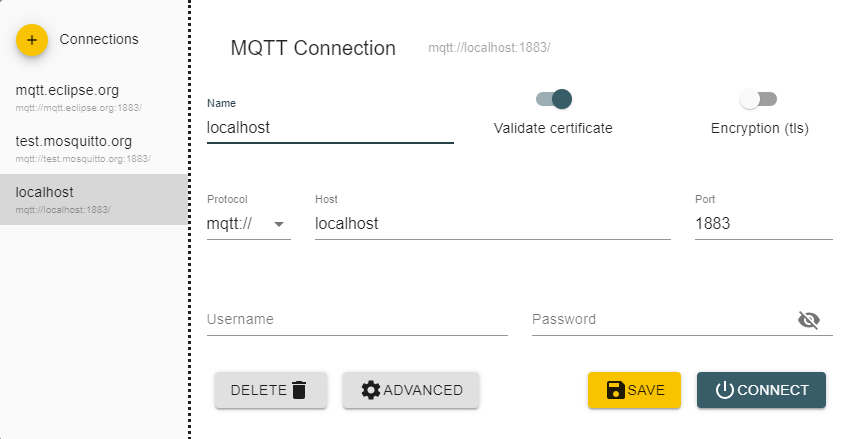 + Connections
mqtt.eclipse.org
mqtt://mqtt.eclipse.org:1883/
test.mosquitto.org
mqtt://test.mosquitto.org:1883/
localhost
mqtt://localhost:1883/
MQTT Connection mqtt://localhost:1883/
Name
localhost
Validate certificate Encryption (tls)
Protocol Host Port
mqtt:// localhost 1883
Username Password
DELETE ADVANCED SAVE CONNECT